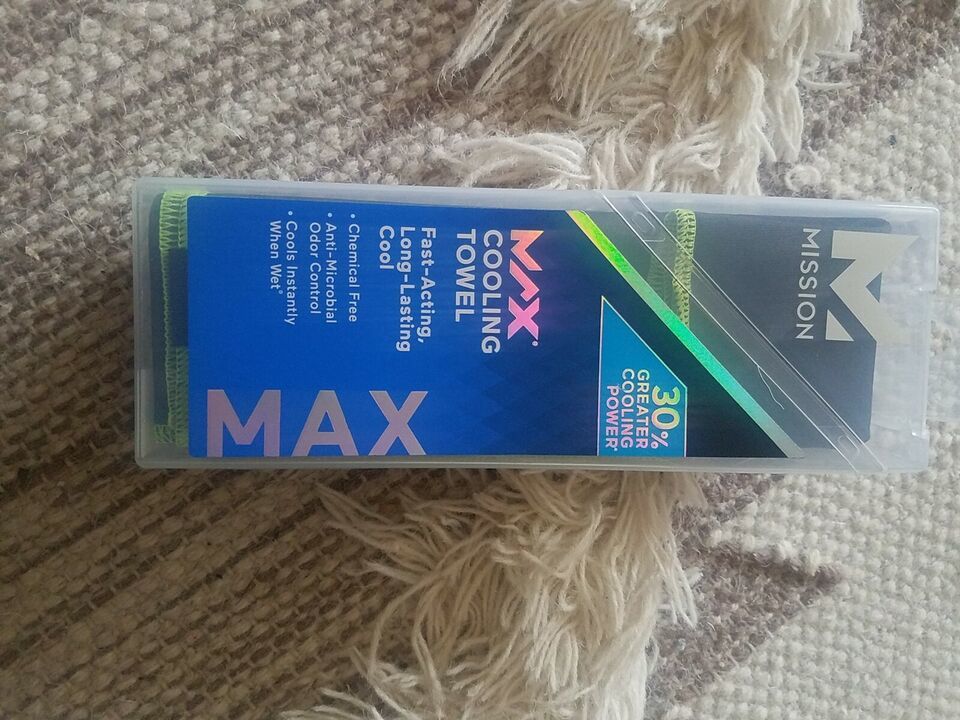 MISSION
30%
GREATER
COOLING
POWER*
MAX®
COOLING
TOWEL
Fast-Acting,
Long-Lasting
Cool
• Chemical Free
• Anti-Microbial
Odor Control
• Cools Instantly
When Wet*
MAX